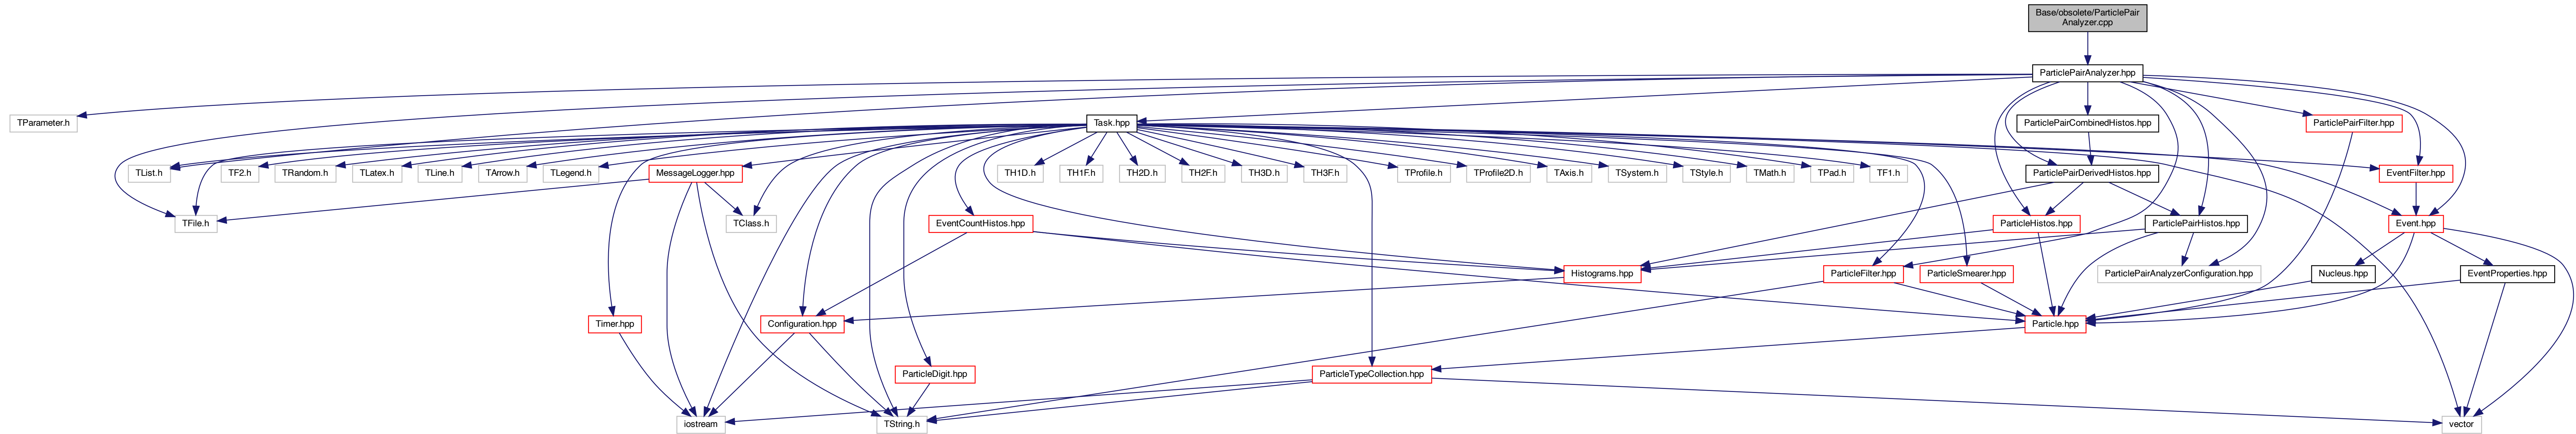 Base/obsolete/ParticlePair
Analyzer.cpp
ParticlePairAnalyzer.hpp
TParameter.h
Task.hpp
ParticlePairCombinedHistos.hpp
ParticlePairFilter.hpp
TList.h
TF2.h
TRandom.h
TLatex.h
TLine.h
TArrow.h
TLegend.h
MessageLogger.hpp
TH1D.h
TH1F.h
TH2D.h
TH2F.h
TH3D.h
TH3F.h
TProfile.h
TProfile2D.h
TAxis.h
TSystem.h
TStyle.h
TMath.h
TPad.h
TF1.h
ParticlePairDerivedHistos.hpp
EventFilter.hpp
TFile.h
TClass.h
EventCountHistos.hpp
ParticleHistos.hpp
ParticlePairHistos.hpp
Event.hpp
Histograms.hpp
ParticleFilter.hpp
ParticleSmearer.hpp
ParticlePairAnalyzerConfiguration.hpp
Nucleus.hpp
EventProperties.hpp
Timer.hpp
Configuration.hpp
Particle.hpp
ParticleDigit.hpp
ParticleTypeCollection.hpp
iostream
TString.h
vector